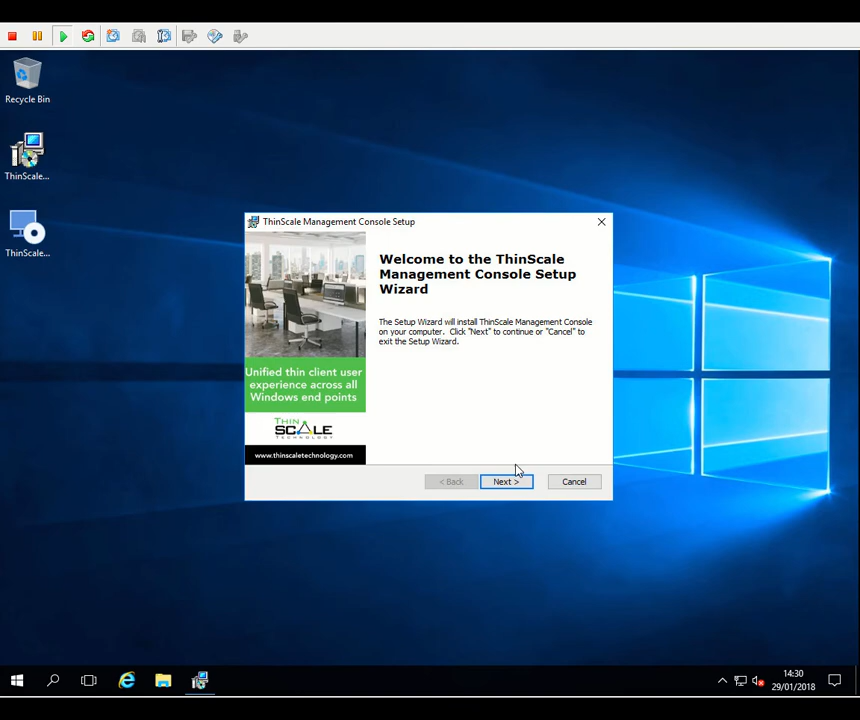 Recycle Bin
ThinScale...
ThinScale...
ThinScale Management Console Setup
Welcome to the ThinScale
Management Console Setup
Wizard
The Setup Wizard will install ThinScale Management Console
on your computer. Click "Next" to continue or "Cancel" to
exit the Setup Wizard.
Unified thin client user
experience across all
Windows end points
THIN
SCALE
TECHNOLOGY
www.thinscaletechnology.com
< Back
Next >
Cancel
14:30
29/01/2018